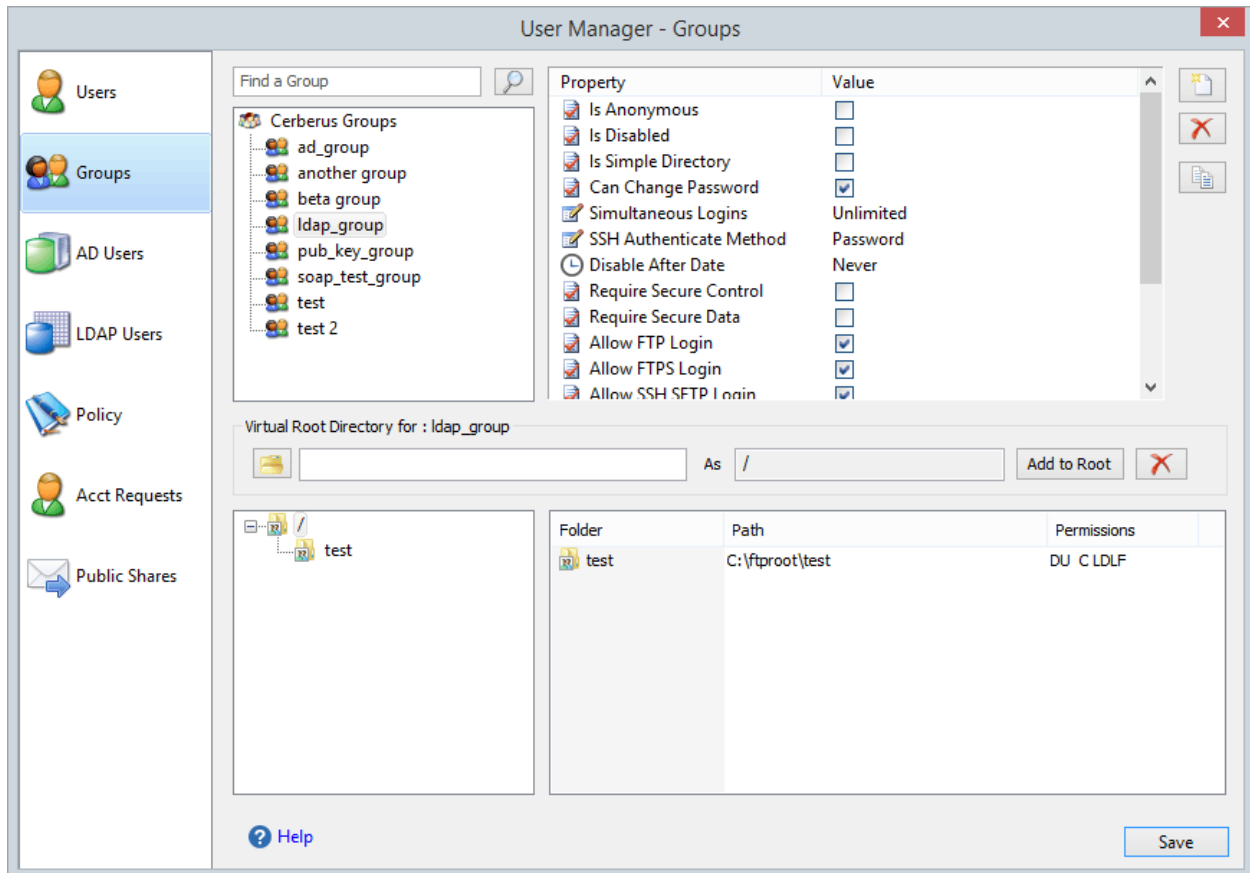 User Manager - Groups
Users
Groups
AD Users
LDAP Users
Policy
Acct Requests
Public Shares
Find a Group
Cerberus Groups
ad_group
another group
beta group
ldap_group
pub_key_group
soap_test_group
test
test 2
Property Value
Is Anonymous
Is Disabled
Is Simple Directory
Can Change Password
Simultaneous Logins Unlimited
SSH Authenticate Method Password
Disable After Date Never
Require Secure Control
Require Secure Data
Allow FTP Login
Allow FTPS Login
Allow SSH SFTP Login
Virtual Root Directory for : ldap_group
As / Add to Root
/
test
Folder Path Permissions
test C:\ftproot\test DU C LDLF
Help
Save